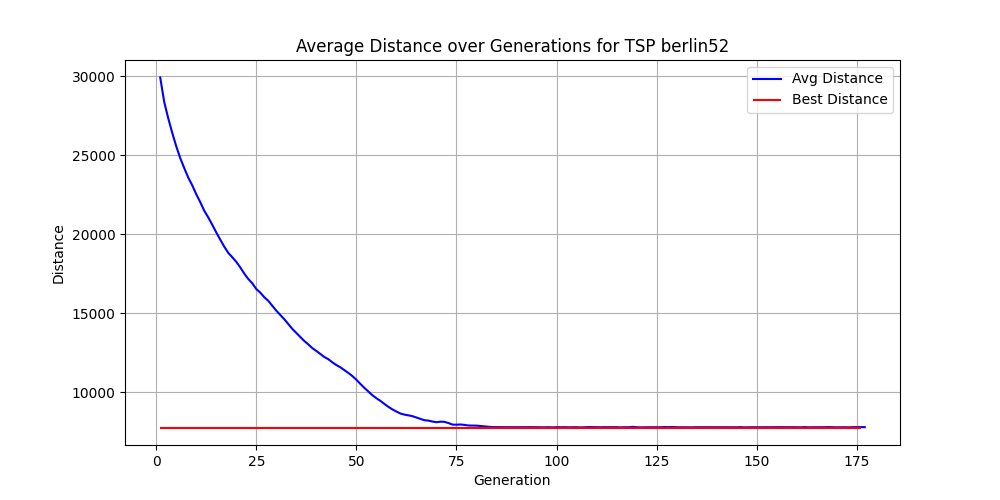 Average Distance over Generations for TSP berlin52
Avg Distance
Best Distance
30000
25000
20000
15000
10000
Distance
0 25 50 75 100 125 150 175
Generation